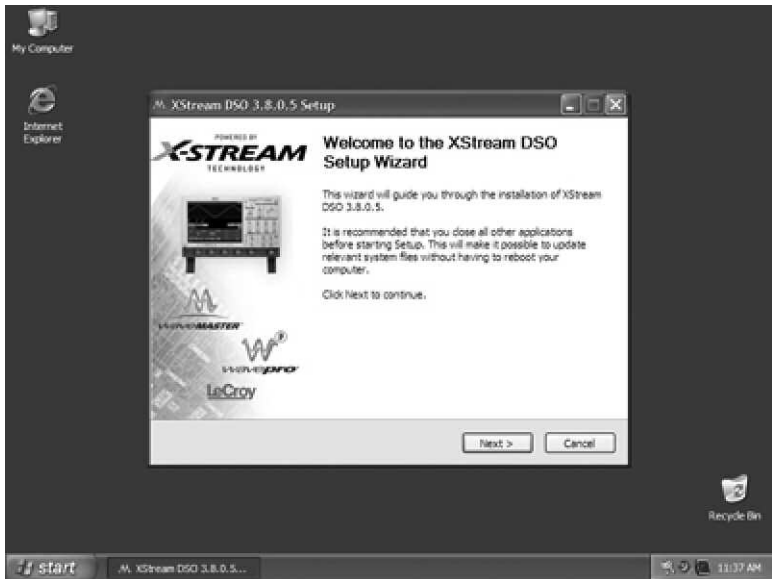 My Computer
Internet
Explorer
XStream DSO 3.8.0.5 Setup
POWERED BY
X-STREAM
TECHNOLOGY
WAVEMASTER
wavepro
LeCroy
Welcome to the XStream DSO
Setup Wizard
This wizard will guide you through the installation of XStream
DSO 3.8.0.5.
It is recommended that you close all other applications
before starting Setup. This will make it possible to update
relevant system files without having to reboot your
computer.
Click Next to continue.
Next >
Cancel
Recycle Bin
start
XStream DSO 3.8.0.5...
11:37 AM